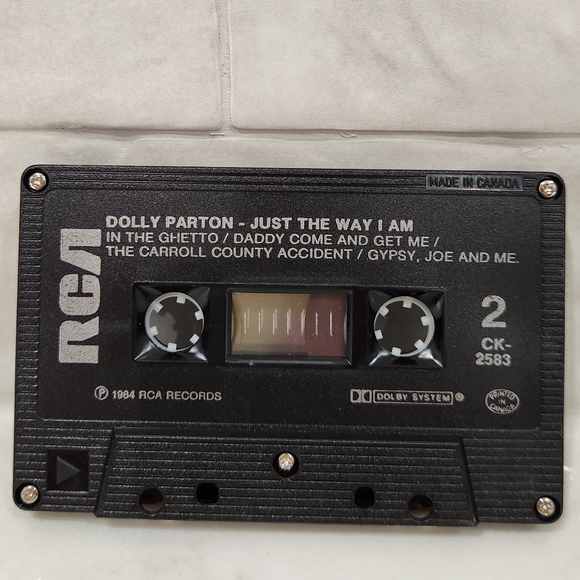 MADE IN CANADA
DOLLY PARTON - JUST THE WAY I AM
IN THE GHETTO / DADDY COME AND GET ME /
THE CARROLL COUNTY ACCIDENT / GYPSY, JOE AND ME.
RCA
2
CK-
2583
℗ 1984 RCA RECORDS
DOLBY SYSTEM ®
PRINTED
IN
CANADA